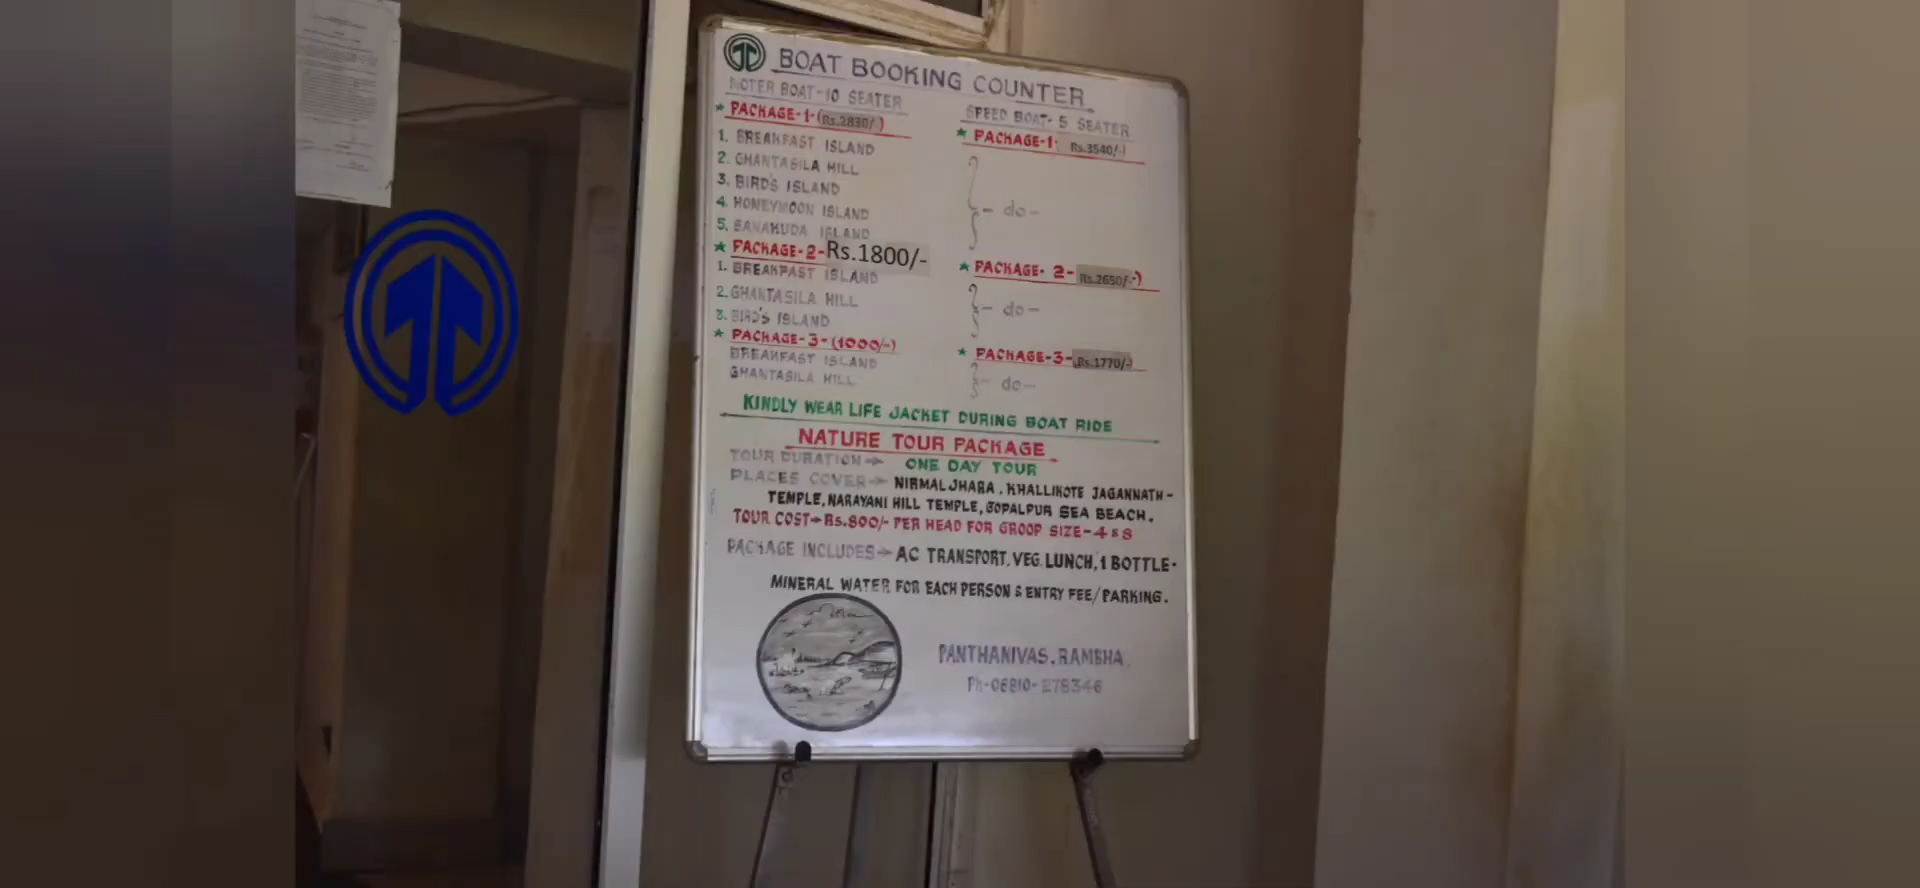 BOAT BOOKING COUNTER
MOTER BOAT-10 SEATER
* PACKAGE-1-(Rs.2830/-)
1. BREAKFAST ISLAND
2. GHANTASILA HILL
3. BIRD'S ISLAND
4. HONEYMOON ISLAND
5. SANAKUDA ISLAND
* PACKAGE-2-Rs.1800/-
1. BREAKFAST ISLAND
2. GHANTASILA HILL
3. BIRD'S ISLAND
* PACKAGE-3-(1000/-)
BREAKFAST ISLAND
GHANTASILA HILL
SPEED BOAT- 5 SEATER
* PACKAGE-1- Rs.3540/-)
- do -
* PACKAGE- 2- Rs.2650/-)
- do -
* PACKAGE-3- Rs.1770/-)
- do -
KINDLY WEAR LIFE JACKET DURING BOAT RIDE
NATURE TOUR PACKAGE
TOUR DURATION → ONE DAY TOUR
PLACES COVER → NIRMALJHARA, KHALLIKOTE JAGANNATH-
TEMPLE, NARAYANI HILL TEMPLE, GOPALPUR SEA BEACH.
TOUR COST → Rs.800/- PER HEAD FOR GROOP SIZE-4 & 8
PACKAGE INCLUDES → AC TRANSPORT, VEG. LUNCH, 1 BOTTLE-
MINERAL WATER FOR EACH PERSON & ENTRY FEE/PARKING.
PANTHANIVAS, RAMBHA.
Ph-06810-278346